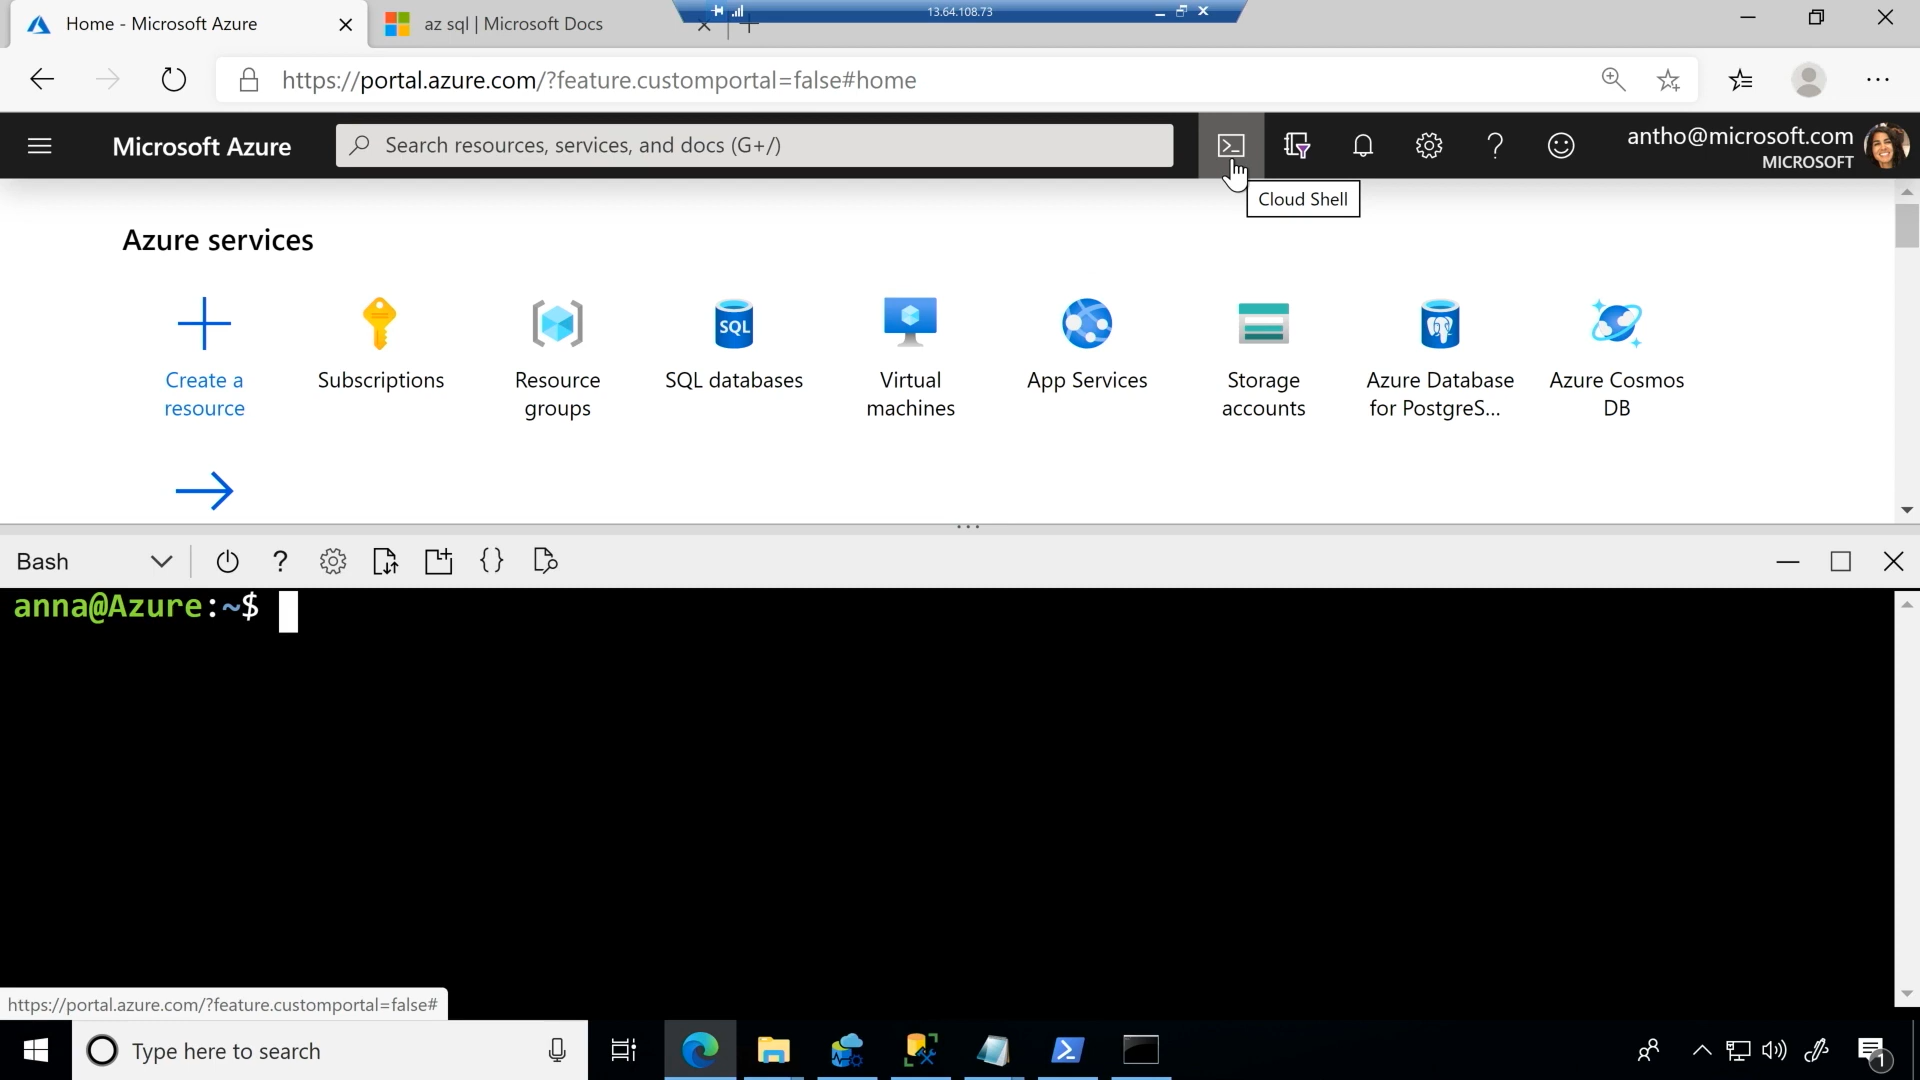 Home - Microsoft Azure
az sql | Microsoft Docs
13.64.108.73
https://portal.azure.com/?feature.customportal=false#home
Microsoft Azure
Search resources, services, and docs (G+/)
antho@microsoft.com
MICROSOFT
Cloud Shell
Azure services
Create a
resource
Subscriptions
Resource
groups
SQL
SQL databases
Virtual
machines
App Services
Storage
accounts
Azure Database
for PostgreS...
Azure Cosmos
DB
Bash
anna@Azure:~$
https://portal.azure.com/?feature.customportal=false#
Type here to search
1